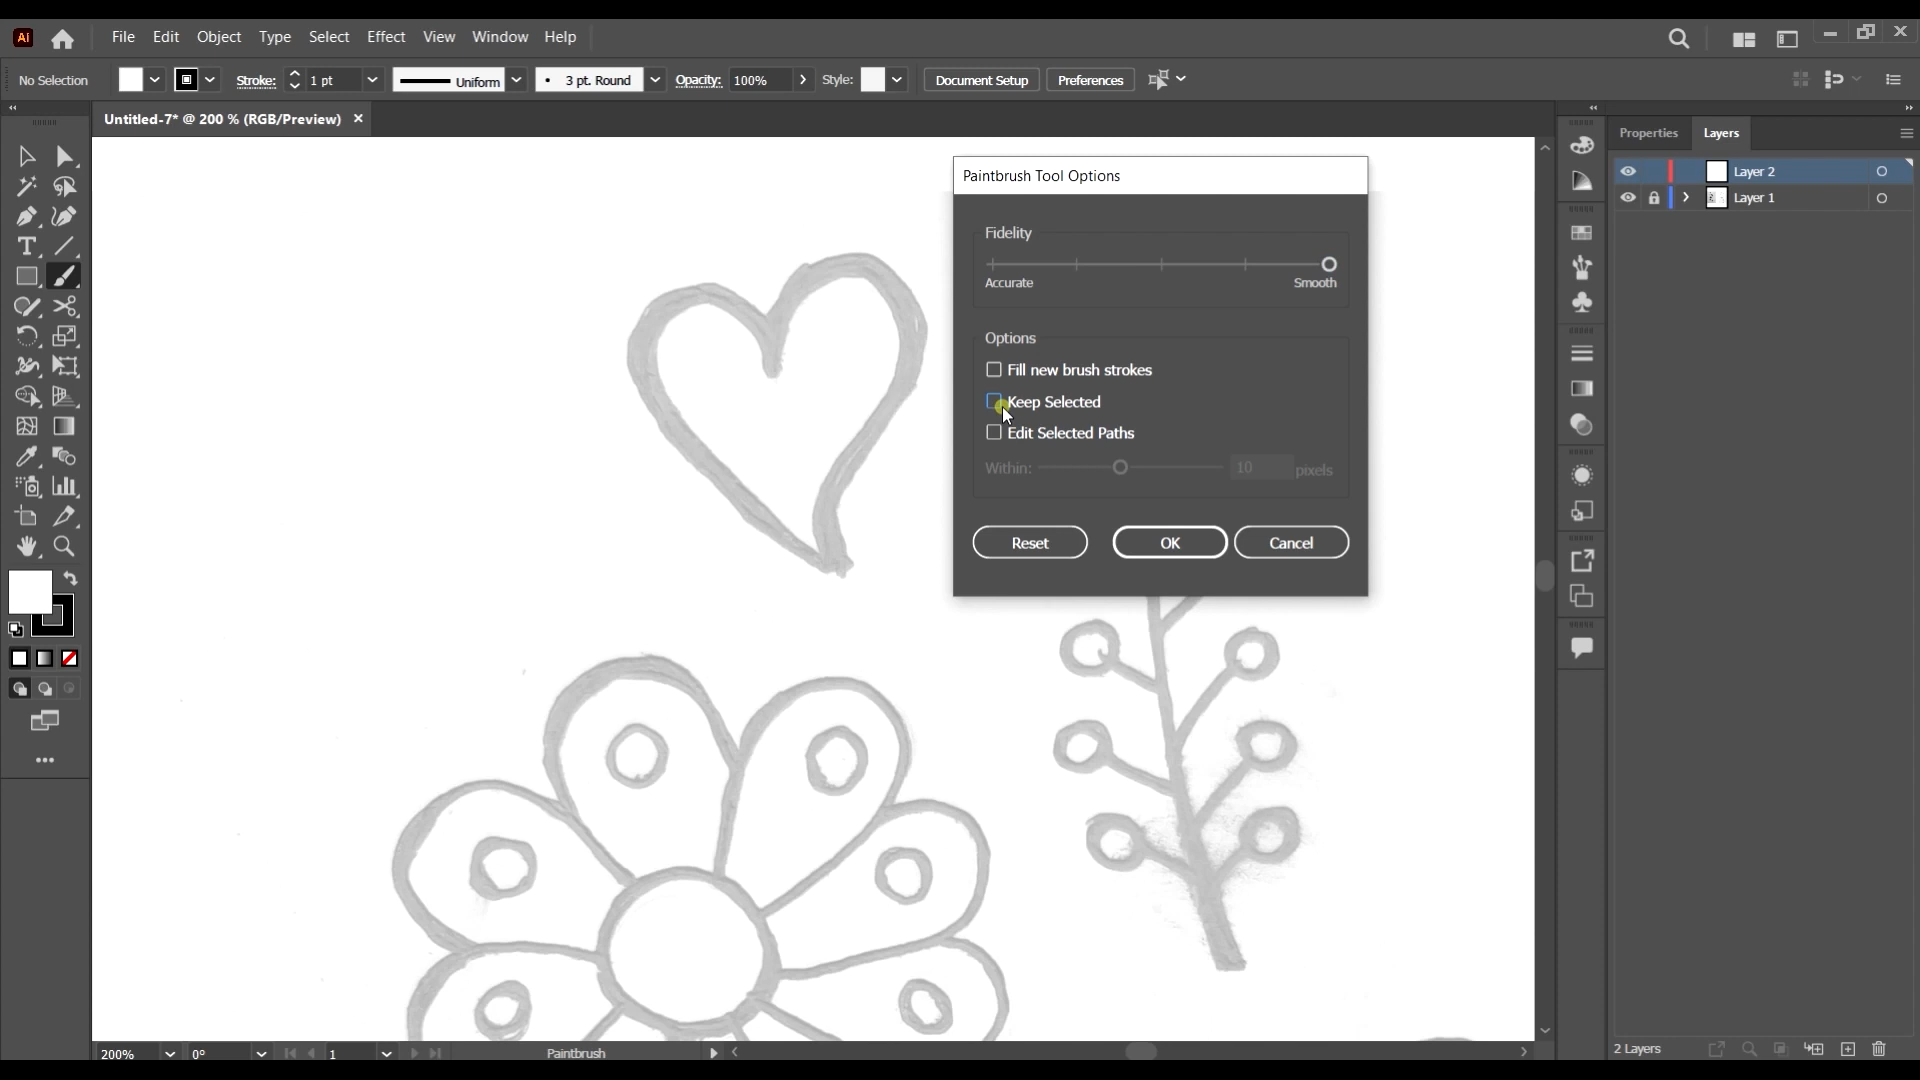 Ai File Edit Object Type Select Effect View Window Help
No Selection Stroke: 1 pt Uniform 3 pt. Round Opacity: 100% Style: Document Setup Preferences
Untitled-7* @ 200 % (RGB/Preview) ×
Properties Layers
Layer 2
Layer 1
Paintbrush Tool Options
Fidelity
Accurate Smooth
Options
Fill new brush strokes
Keep Selected
Edit Selected Paths
Within: 10 pixels
Reset OK Cancel
200% 0° 1 Paintbrush
2 Layers